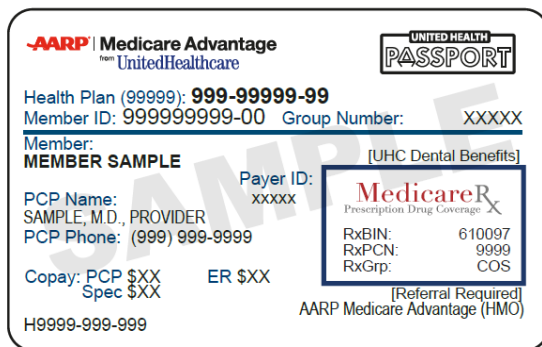 AARP | Medicare Advantage
from UnitedHealthcare
UNITED HEALTH
PASSPORT
Health Plan (99999): 999-99999-99
Member ID: 999999999-00 Group Number: XXXXX
Member:
MEMBER SAMPLE
[UHC Dental Benefits]
Payer ID:
xxxxx
PCP Name:
SAMPLE, M.D., PROVIDER
PCP Phone: (999) 999-9999
MedicareRx
Prescription Drug Coverage
RxBIN: 610097
RxPCN: 9999
RxGrp: COS
Copay: PCP $XX ER $XX
Spec $XX
[Referral Required]
AARP Medicare Advantage (HMO)
H9999-999-999
SAMPLE